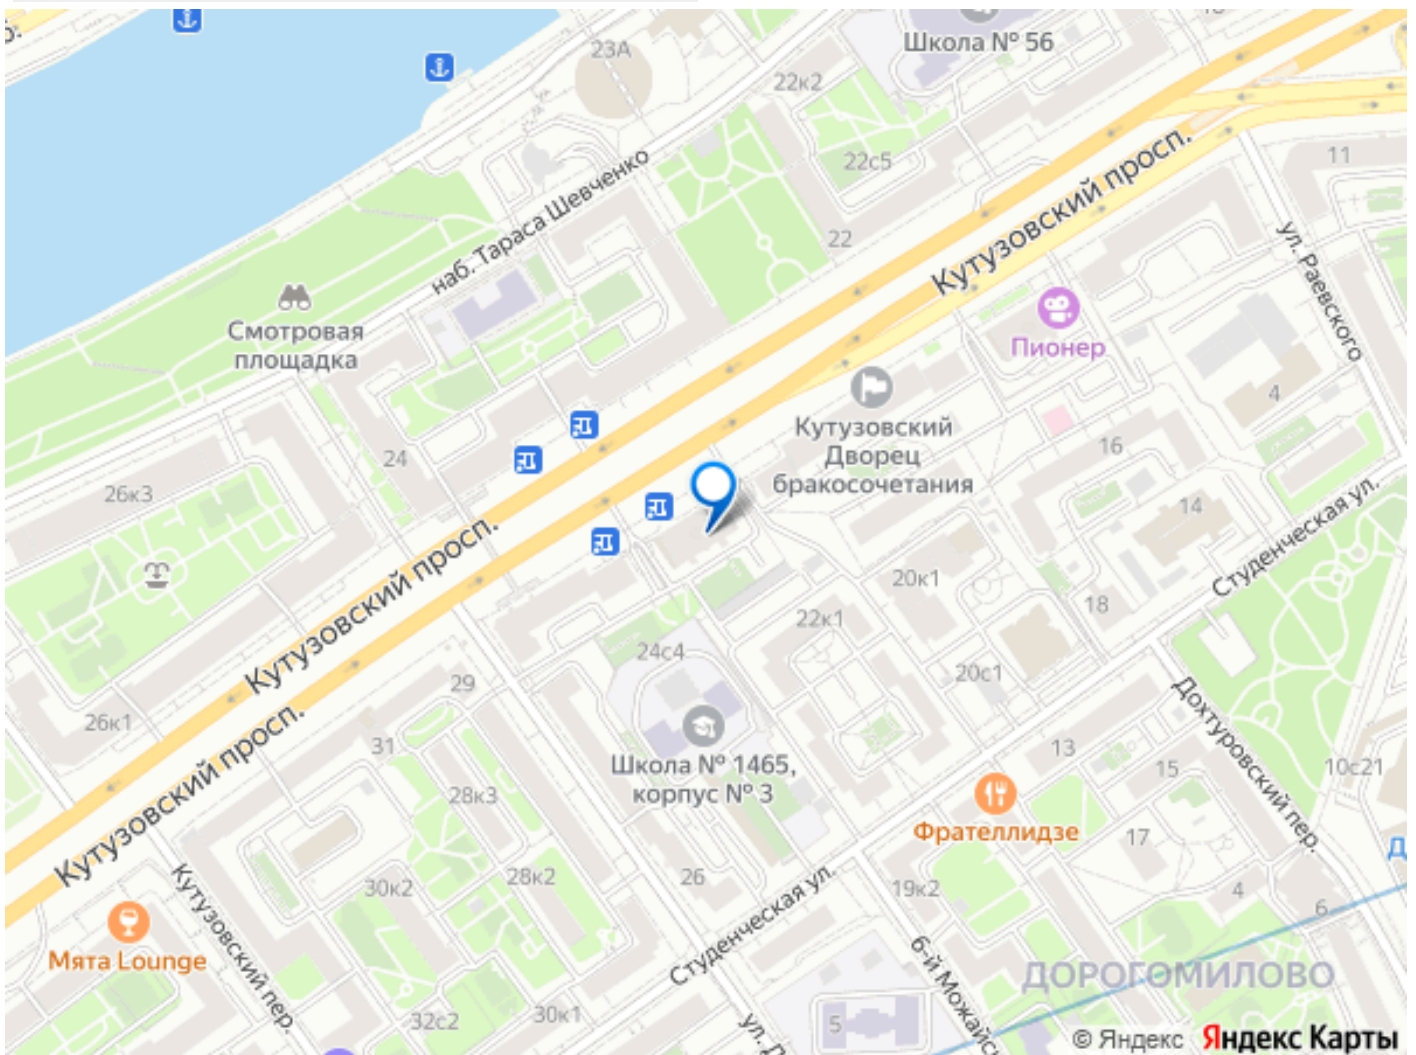 23А
Школа № 56
22к2
22с5
11
Кутузовский просп.
наб. Тараса Шевченко
22
ул. Раевского
Смотровая
площадка
Пионер
4
Кутузовский
Дворец
бракосочетания
16
24
26к3
14
Студенческая ул.
Кутузовский просп.
20к1
18
22к1
24с4
20с1
29
26к1
Дохтуровский пер.
31
13
Школа № 1465,
корпус № 3
15
10с21
28к3
Кутузовский просп.
Фрателлидзе
17
26
28к2
30к2
19к2
4
6
Студенческая ул.
Кутузовский пер.
Мята Lounge
6-й Можайс
ДОРОГОМИЛОВО
32с2
30к1
ул. Д
5
© Яндекс Яндекс Карты